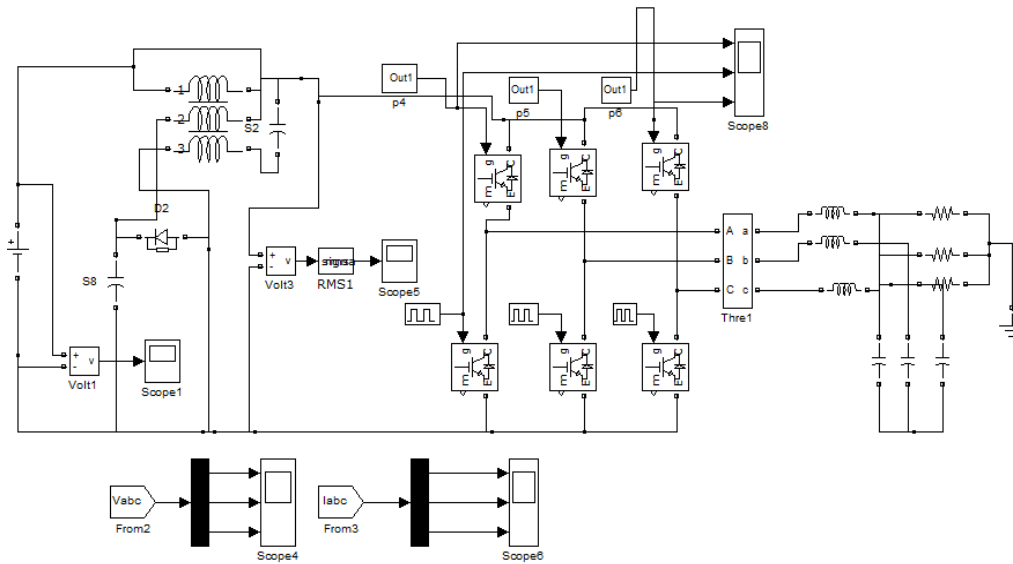 Out1
p4
Out1
p5
Out1
p6
Scope8
1
2
3
S2
D2
S8
+
+
-
v
Volt1
Scope1
+
-
v
Volt3
RMS1
Scope5
g
C
m
E
g
C
m
E
g
C
m
E
A
a
B
b
C
c
Thre1
g
C
m
E
g
C
m
E
g
C
m
E
Vabc
From2
Scope4
Iabc
From3
Scope6